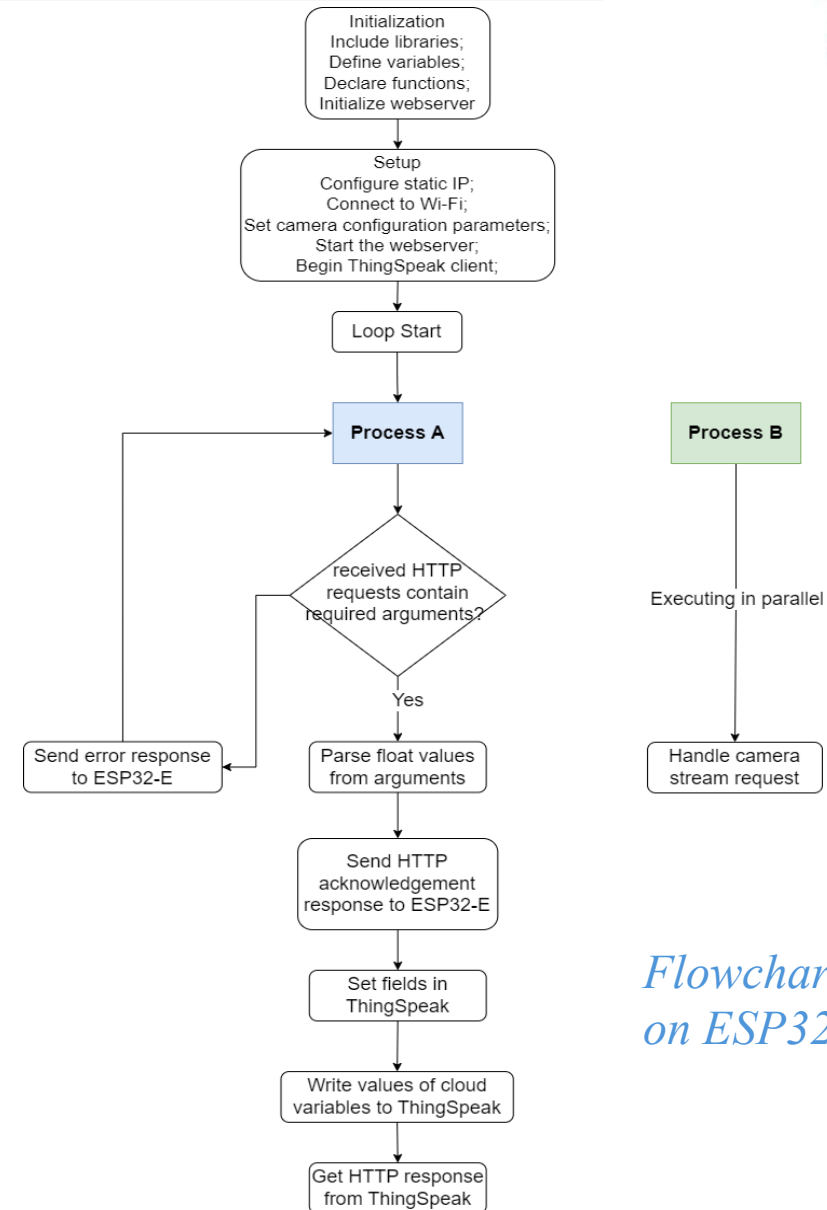 Initialization
Include libraries;
Define variables;
Declare functions;
Initialize webserver
Setup
Configure static IP;
Connect to Wi-Fi;
Set camera configuration parameters;
Start the webserver;
Begin ThingSpeak client;
Loop Start
Process A
Process B
received HTTP
requests contain
required arguments?
Executing in parallel
Yes
Send error response
to ESP32-E
Parse float values
from arguments
Handle camera
stream request
Send HTTP
acknowledgement
response to ESP32-E
Set fields in
ThingSpeak
Flowchar
on ESP32
Write values of cloud
variables to ThingSpeak
Get HTTP response
from ThingSpeak